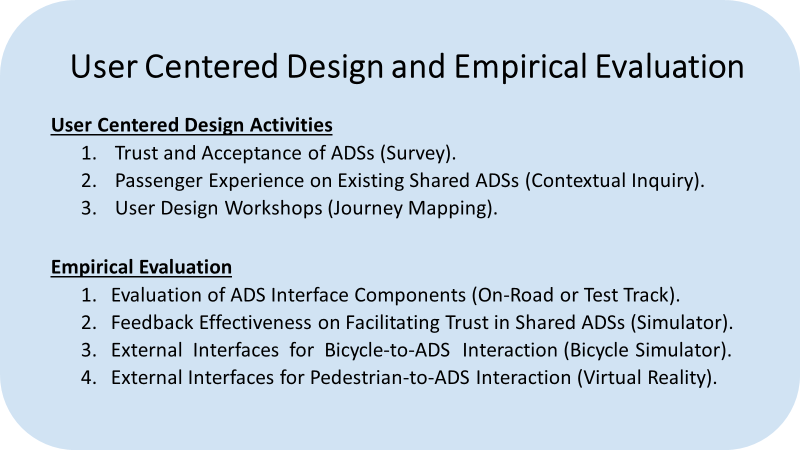 User Centered Design and Empirical Evaluation
User Centered Design Activities
1. Trust and Acceptance of ADSs (Survey).
2. Passenger Experience on Existing Shared ADSs (Contextual Inquiry).
3. User Design Workshops (Journey Mapping).
Empirical Evaluation
1. Evaluation of ADS Interface Components (On-Road or Test Track).
2. Feedback Effectiveness on Facilitating Trust in Shared ADSs (Simulator).
3. External Interfaces for Bicycle-to-ADS Interaction (Bicycle Simulator).
4. External Interfaces for Pedestrian-to-ADS Interaction (Virtual Reality).